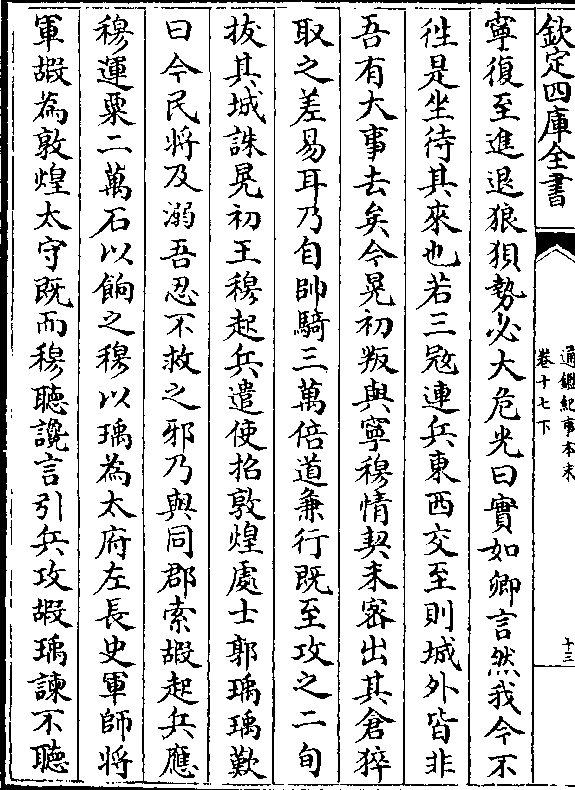 欽定四庫全書
通鑑紀事本末
卷十七下
十三
寧復至進退狼狽勢必大危光曰實如卿言然我今不
徃是坐待其來也若三宼連兵東西交至則城外皆非
吾有大事去矣今晃初叛與寧穆情契未密出其倉猝
取之差易耳乃自帥騎三萬倍道兼行既至攻之二旬
抜其城誅晃初王穆起兵遣使招敦煌處士郭瑀瑀歎
曰今民將及溺吾忍不救之邪乃與同郡索嘏起兵應
穆運粟二萬石以餉之穆以瑀為太府左長史軍師將
軍嘏為敦煌太守既而穆聽讒言引兵攻嘏瑀諫不聽